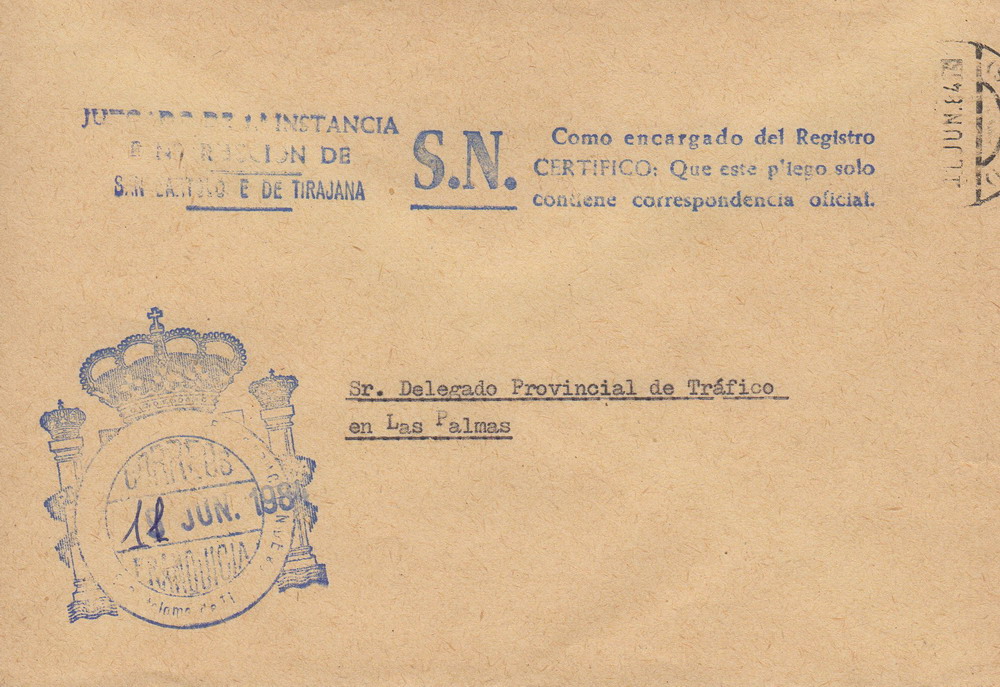 INSTANCIA
DE
DE TIRAJANA
S.N.
Como encargado del Registro
CERTIFICO: Que este pliego solo
contiene correspondencia oficial.
JUN.84
Sr. Delegado Provincial de Tráfico
en Las Palmas
CORREOS
JUN. 1984
FRANQUICIA